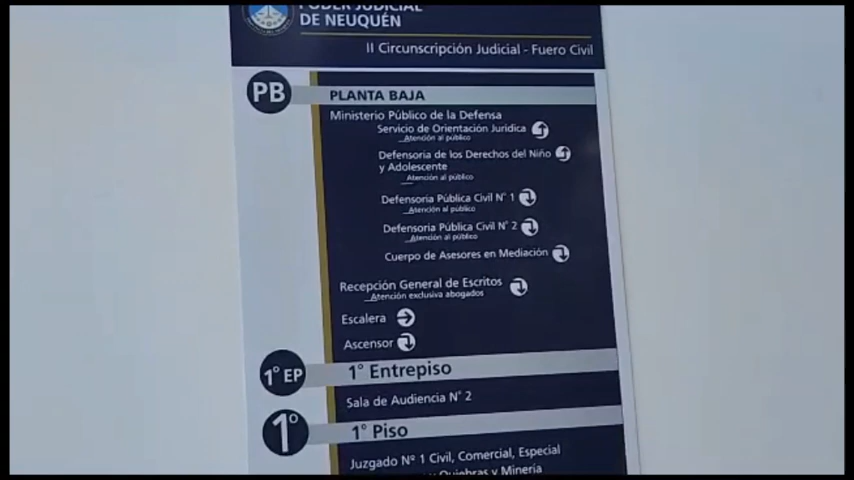 PODER JUDICIAL
DE NEUQUÉN
II Circunscripción Judicial - Fuero Civil
PB
PLANTA BAJA
Ministerio Público de la Defensa
Servicio de Orientación Jurídica
Atención al público
Defensoria de los Derechos del Niño
y Adolescente
Atención al público
Defensoría Pública Civil N° 1
Atención al público
Defensoría Pública Civil N° 2
Atención al público
Cuerpo de Asesores en Mediación
Recepción General de Escritos
Atención exclusiva abogados
Escalera
Ascensor
1° EP
1° Entrepiso
Sala de Audiencia N° 2
1°
1° Piso
Juzgado Nº 1 Civil, Comercial, Especial
Quiebras y Minería